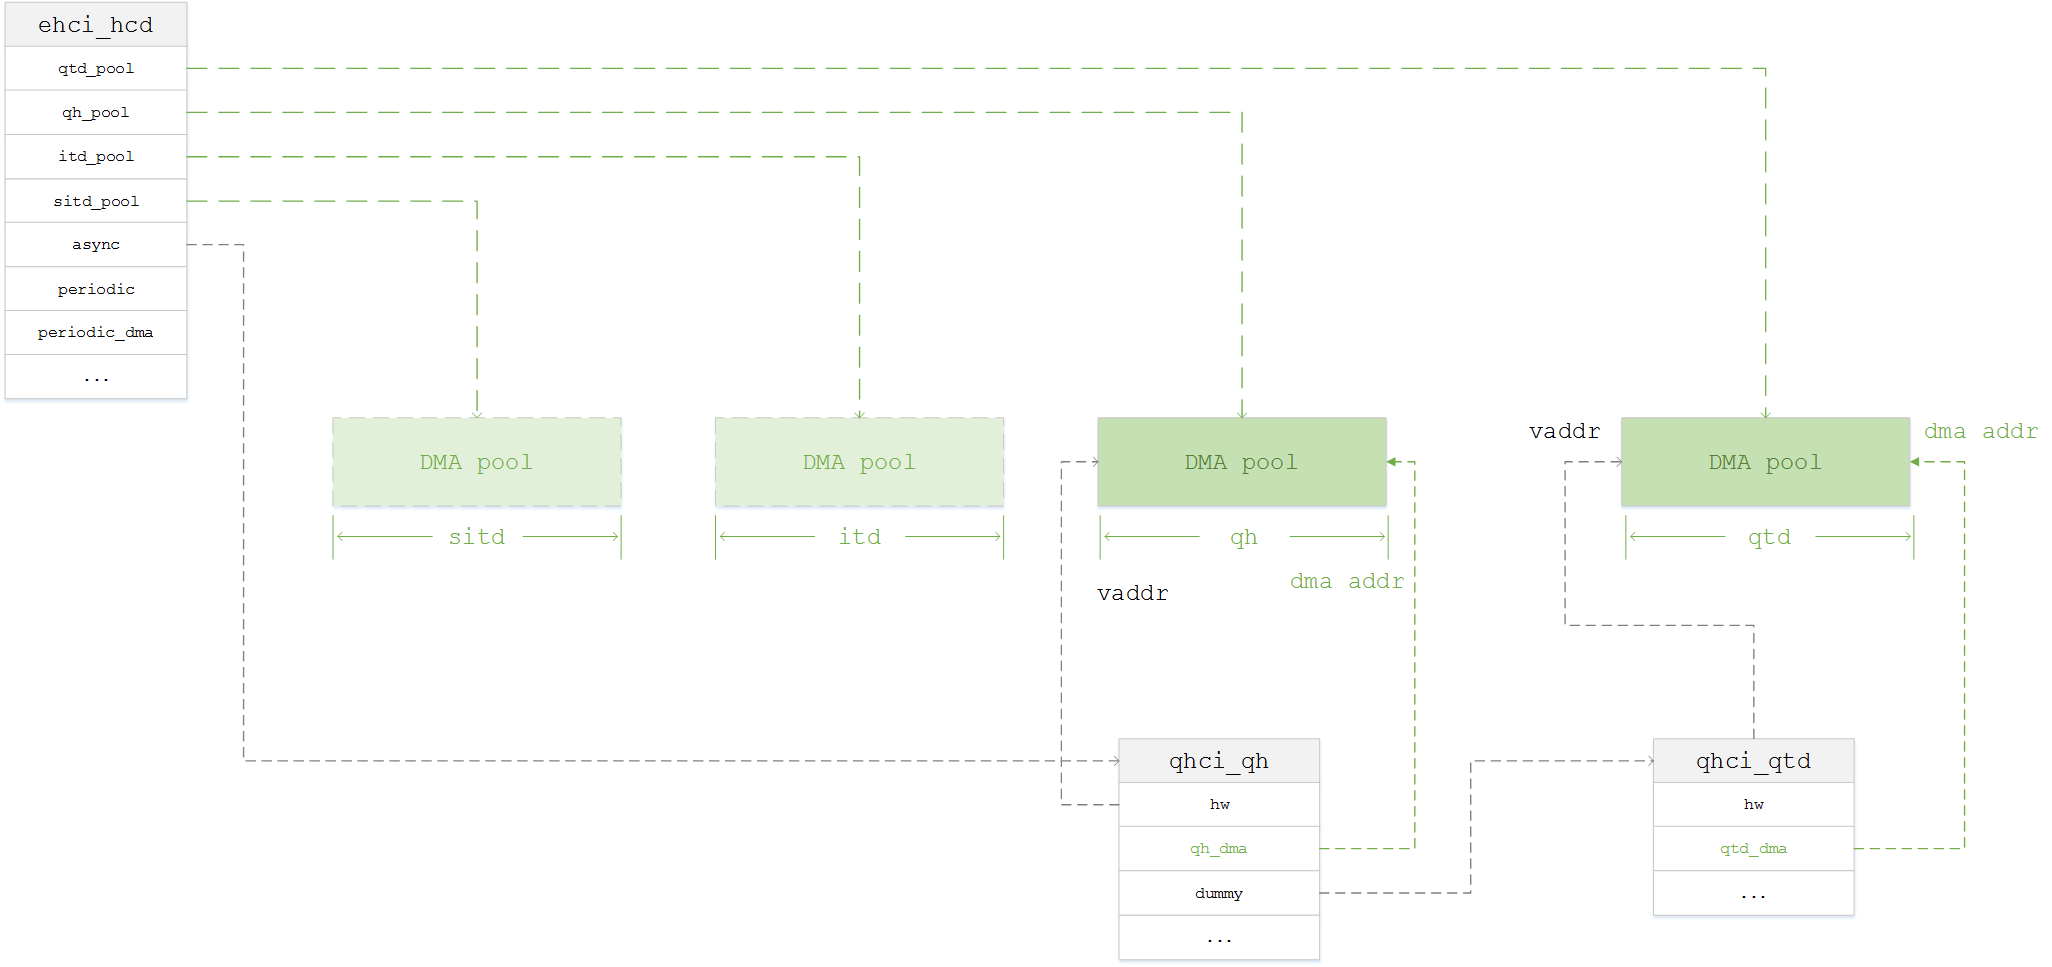 ehci_hcd
qtd_pool
qh_pool
itd_pool
sitd_pool
async
periodic
periodic_dma
...
DMA pool
sitd
DMA pool
itd
DMA pool
qh
vaddr
dma addr
vaddr
DMA pool
dma addr
qtd
qhci_qh
hw
qh_dma
dummy
...
qhci_qtd
hw
qtd_dma
...